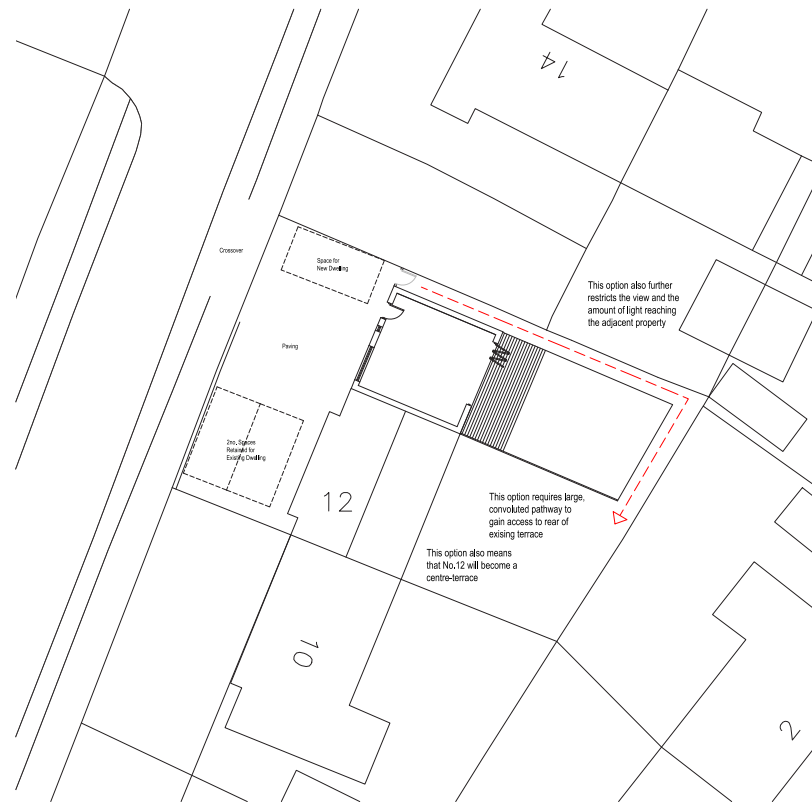 14
Crossover
Space for
New Dwelling
This option also further
restricts the view and the
amount of light reaching
the adjacent property
Paving
2no. Spaces
Retained for
Existing Dwelling
12
This option requires large,
convoluted pathway to
gain access to rear of
exising terrace
This option also means
that No.12 will become a
centre-terrace
10
2